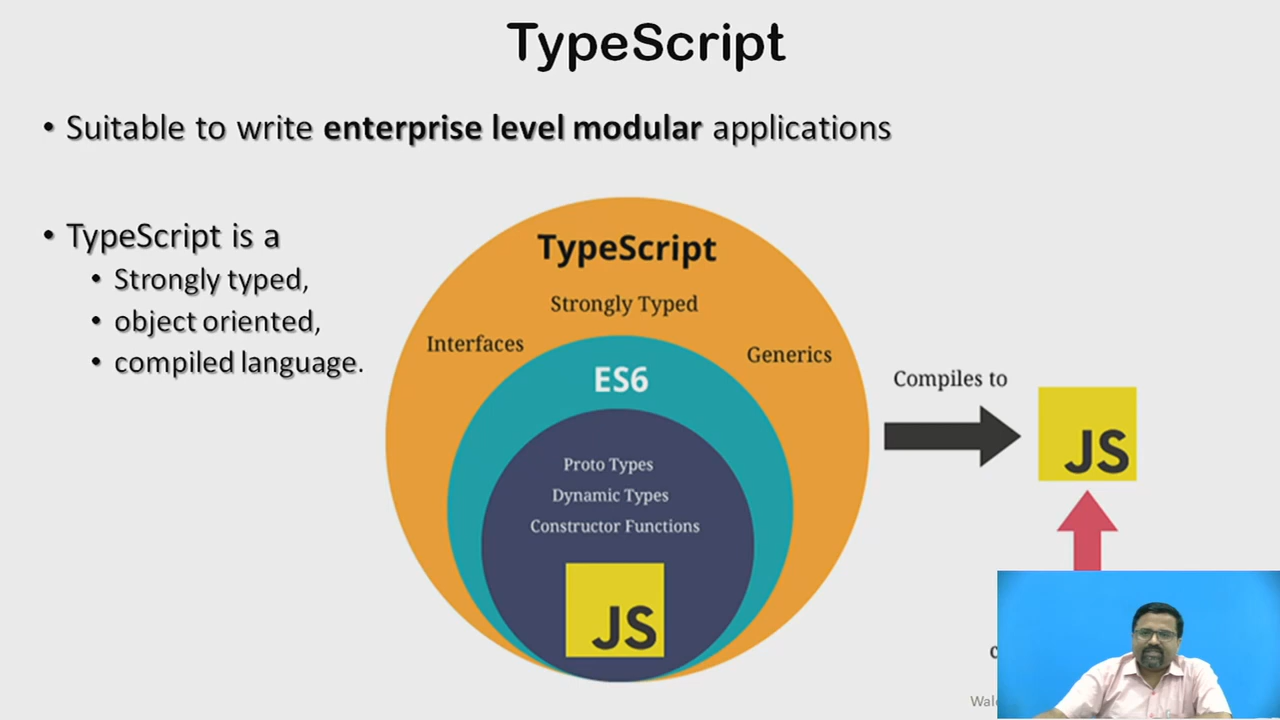 TypeScript
• Suitable to write enterprise level modular applications
• TypeScript is a
• Strongly typed,
• object oriented,
• compiled language.
TypeScript
Strongly Typed
Interfaces
Generics
ES6
Proto Types
Dynamic Types
Constructor Functions
JS
Compiles to
JS